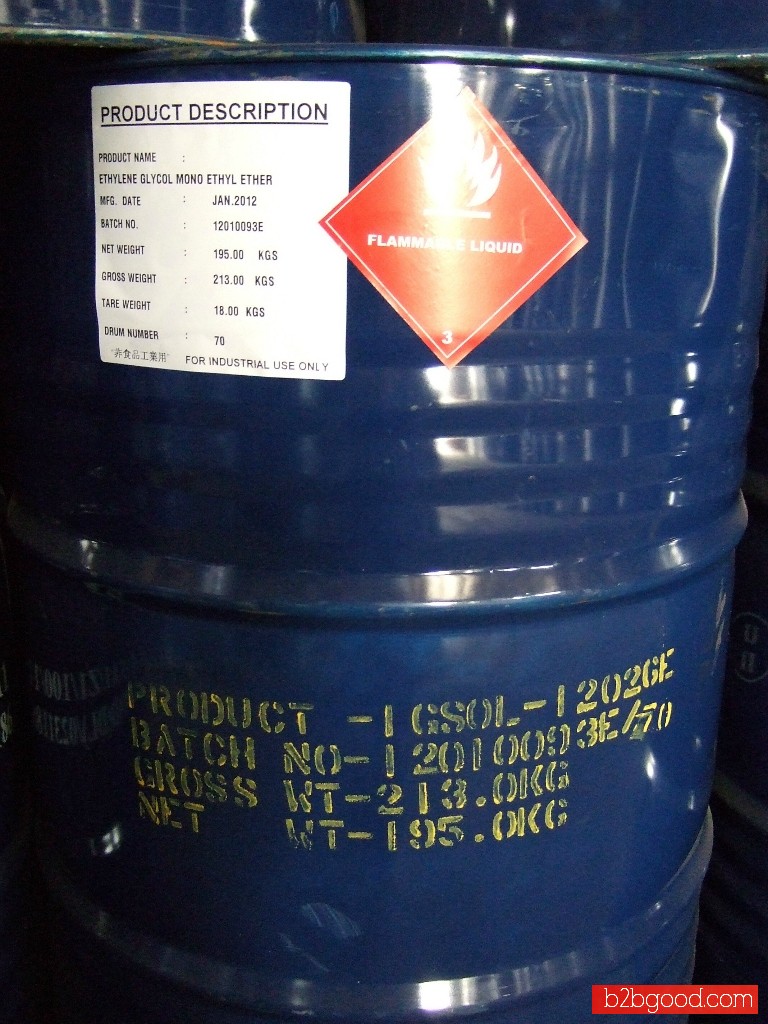 PRODUCT DESCRIPTION
PRODUCT NAME :
ETHYLENE GLYCOL MONO ETHYL ETHER
MFG. DATE : JAN.2012
BATCH NO. : 12010093E
NET WEIGHT : 195.00 KGS
GROSS WEIGHT : 213.00 KGS
TARE WEIGHT : 18.00 KGS
DRUM NUMBER : 70
"非食品工業用" FOR INDUSTRIAL USE ONLY
FLAMMABLE LIQUID
3
PRODUCT -IGSOL-1202GE
BATCH NO-12010093E/70
GROSS WT-213.0KG
NET WT-195.0KG
b2bgood.com